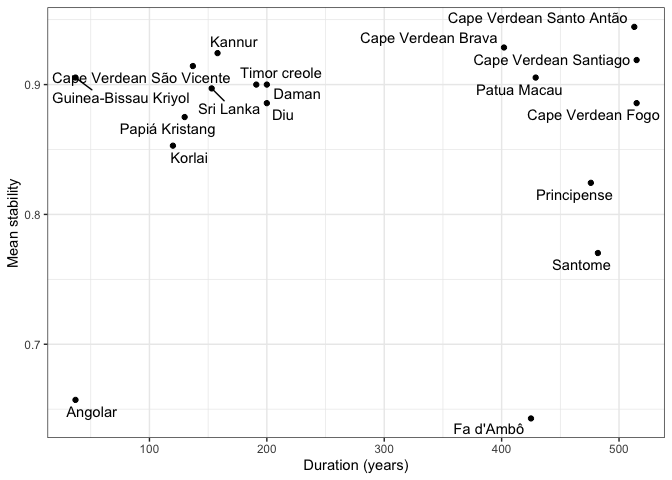 Cape Verdean Santo Antão
Kannur
Cape Verdean Brava
Cape Verdean Santiago
Cape Verdean São Vicente
Timor creole
0.9
Guinea-Bissau Kriyol
Daman
Patua Macau
Sri Lanka
Diu
Cape Verdean Fogo
Papiá Kristang
Korlai
Principense
0.8
Santome
0.7
Angolar
Fa d'Ambô
Mean stability
100 200 300 400 500
Duration (years)